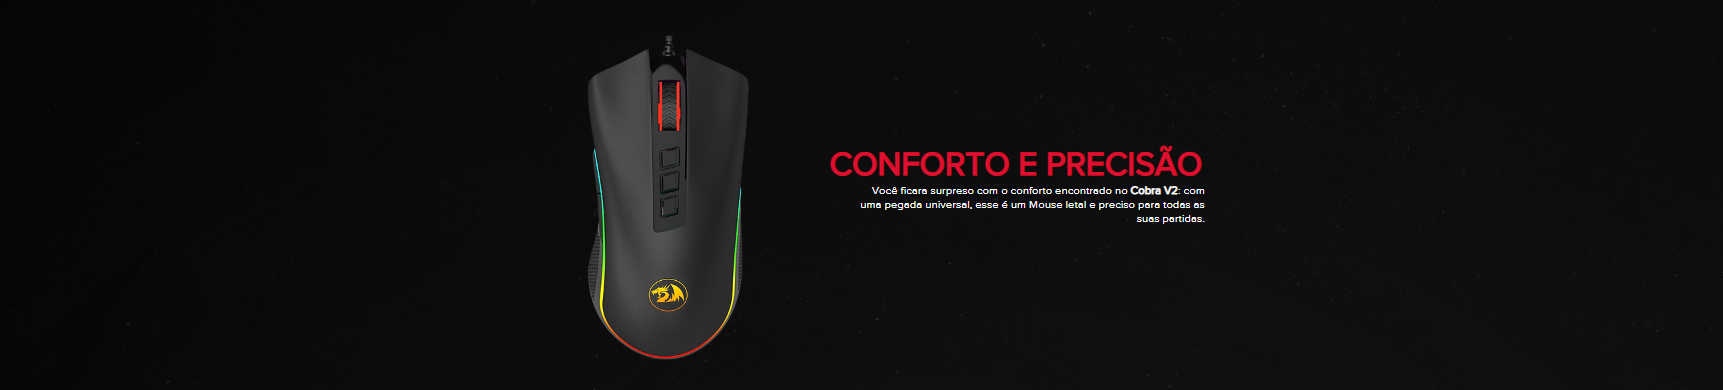 CONFORTO E PRECISÃO
Você ficara surpreso com o conforto encontrado no Cobra V2: com
uma pegada universal, esse é um Mouse letal e preciso para todas as
suas partidas.